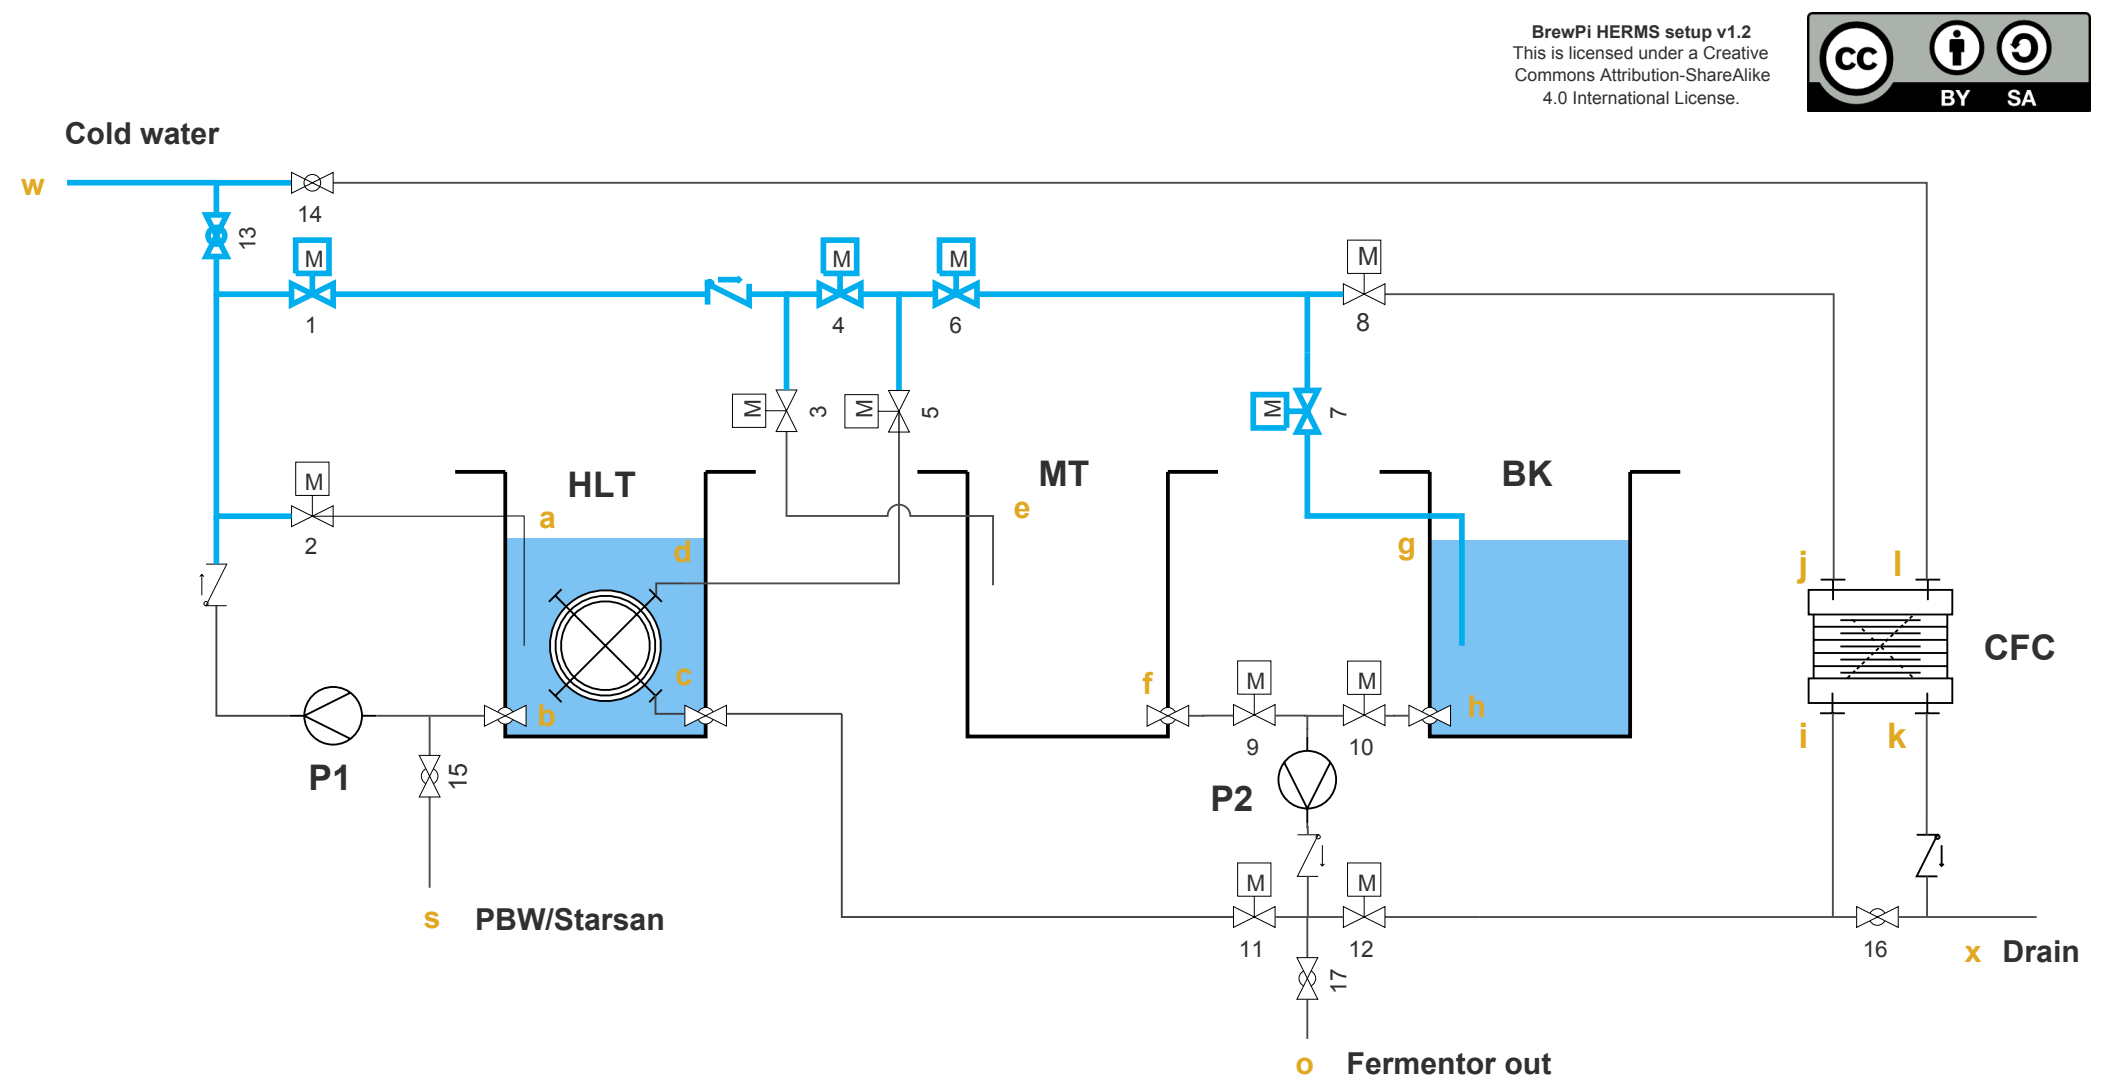 BrewPi HERMS setup v1.2
This is licensed under a Creative
Commons Attribution-ShareAlike
4.0 International License.
cc
BY SA
Cold water
w
14
13
M
M
M
M
1
4
6
8
M
M
M
3
5
7
M
HLT
MT
BK
a
e
d
g
2
j
l
CFC
c
f
M
M
b
h
i
k
9
10
P1
15
P2
M
M
s
PBW/Starsan
11
12
16
x Drain
17
o Fermentor out